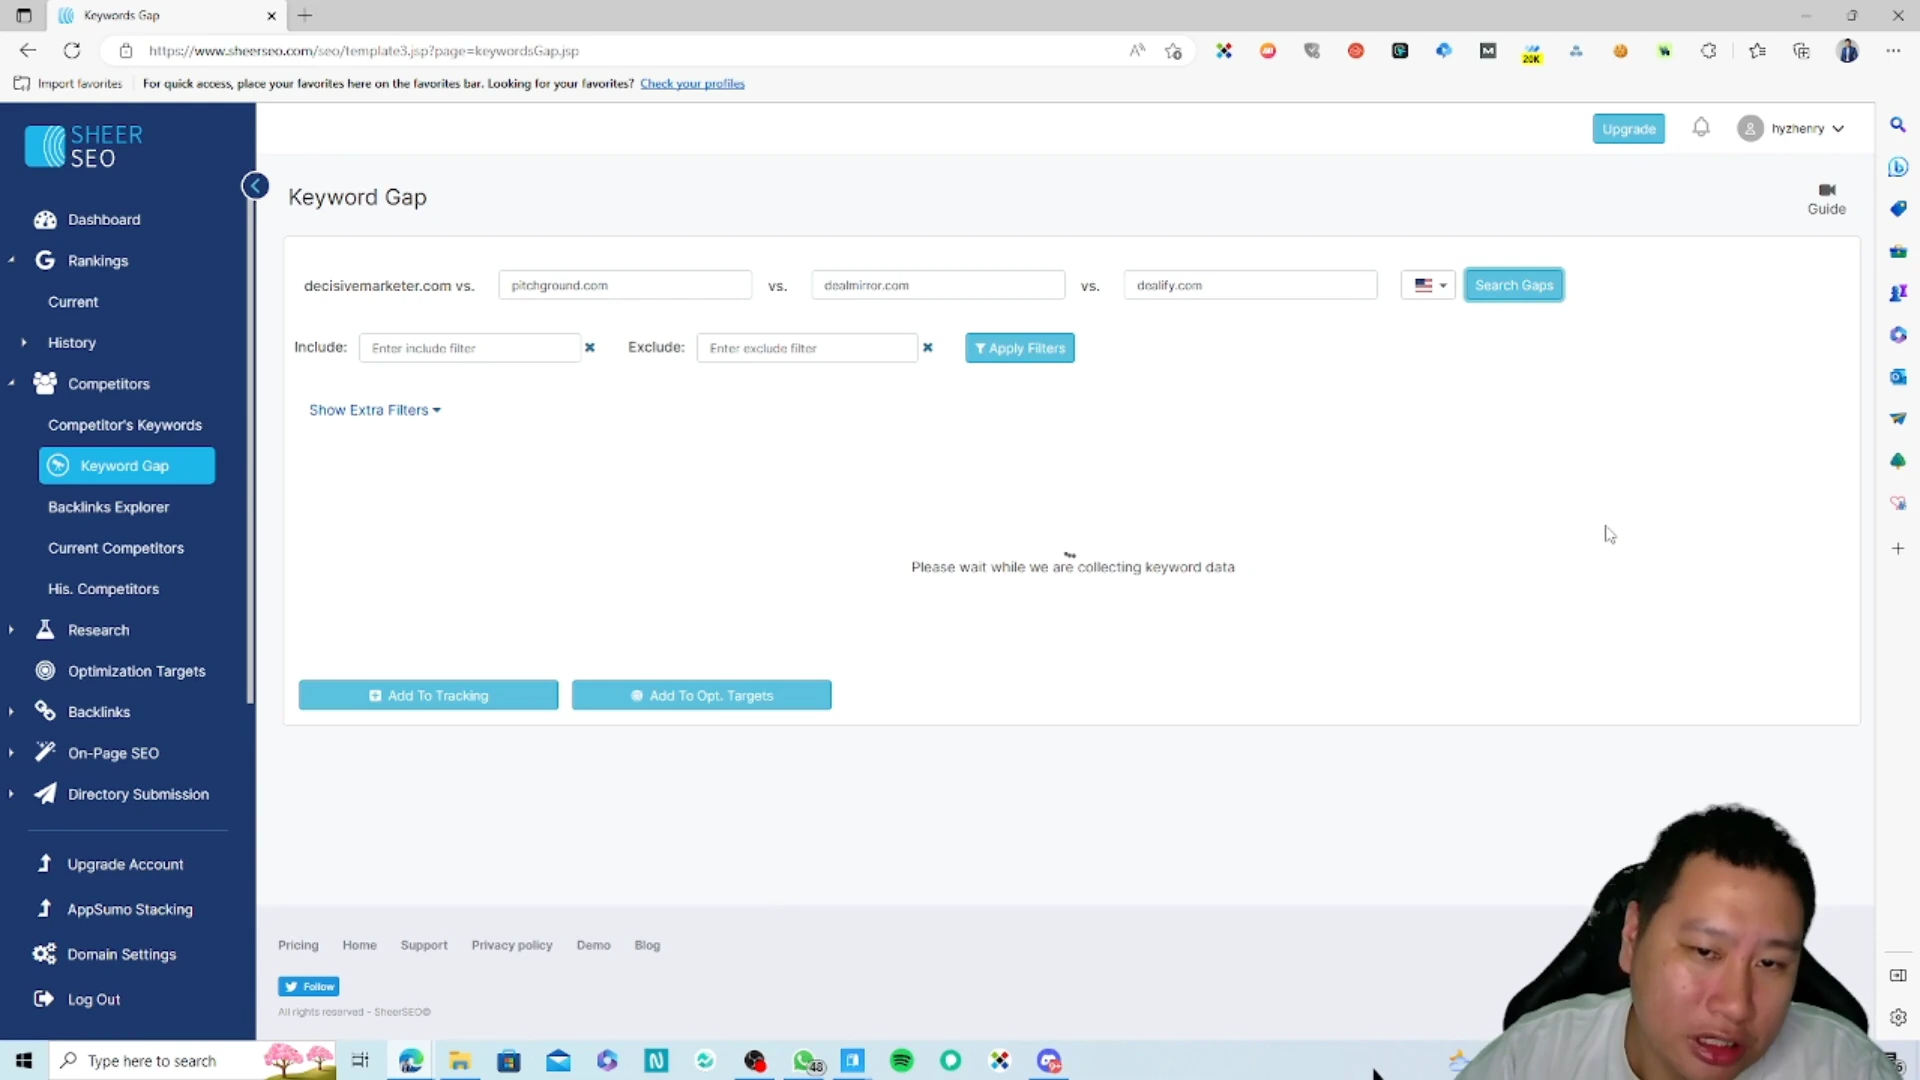 Keywords Gap
https://www.sheerseo.com/seo/template3.jsp?page=keywordsGap.jsp
20K
Import favorites
For quick access, place your favorites here on the favorites bar. Looking for your favorites? Check your profiles
SHEER
SEO
Upgrade
hyzhenry
Keyword Gap
Guide
Dashboard
Rankings
Current
History
Competitors
Competitor's Keywords
Keyword Gap
Backlinks Explorer
Current Competitors
His. Competitors
Research
Optimization Targets
Backlinks
On-Page SEO
Directory Submission
Upgrade Account
AppSumo Stacking
Domain Settings
Log Out
decisivemarketer.com vs. pitchground.com vs. dealmirror.com vs. dealify.com Search Gaps
Include: Enter include filter Exclude: Enter exclude filter Apply Filters
Show Extra Filters
Please wait while we are collecting keyword data
Add To Tracking
Add To Opt. Targets
Pricing Home Support Privacy policy Demo Blog
Follow
All rights reserved - SheerSEO©
Type here to search
48